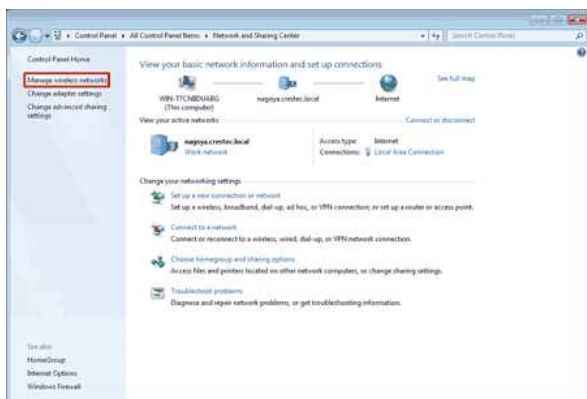 Control Panel ▸ All Control Panel Items ▸ Network and Sharing Center
Search Control Panel
Control Panel Home
Manage wireless networks
Change adapter settings
Change advanced sharing
settings
View your basic network information and set up connections
See full map
nagoya.crestec.local
Internet
(This computer)
View your active networks
Connect or disconnect
nagoya.crestec.local
Work network
Access type: Internet
Connections: Local Area Connection
Change your networking settings
Set up a new connection or network
Set up a wireless, broadband, dial-up, ad hoc, or VPN connection; or set up a router or access point.
Connect to a network
Connect or reconnect to a wireless, wired, dial-up, or VPN network connection.
Choose homegroup and sharing options
Access files and printers located on other network computers, or change sharing settings.
Troubleshoot problems
Diagnose and repair network problems, or get troubleshooting information.
See also
HomeGroup
Internet Options
Windows Firewall